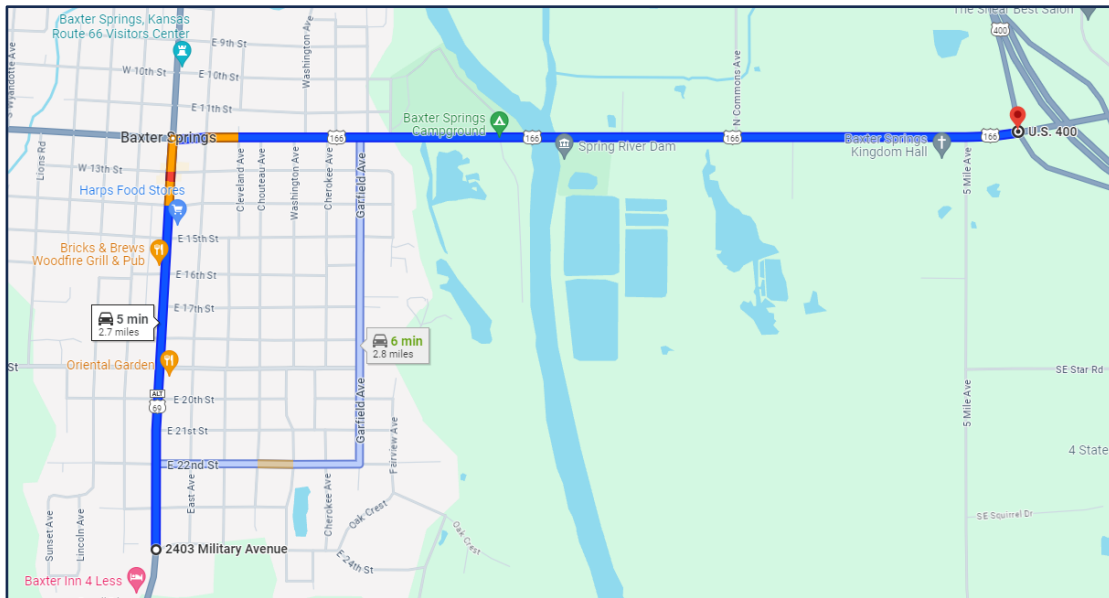 Baxter Springs, Kansas
Route 66 Visitors Center
E 9th St
W 10th St
E 10th St
E 11th St
S Wyandotte Ave
Washington Ave
Lions Rd
Baxter Springs
166
Baxter Springs
Campground
166
Spring River Dam
N Commons Ave
166
Baxter Springs
Kingdom Hall
166
U.S. 400
400
The Shear Best Salon
W 13th St
Harps Food Stores
Cleveland Ave
Chouteau Ave
Washington Ave
Cherokee Ave
Garfield Ave
5 Mile Ave
E 15th St
Bricks & Brews
Woodfire Grill & Pub
E 16th St
E 17th St
5 min
2.7 miles
6 min
2.8 miles
St
Oriental Garden
SE Star Rd
ALT
69
E 20th St
E 21st St
Garfield Ave
Fairview Ave
5 Mile Ave
E 22nd St
4 State
East Ave
Cherokee Ave
Sunset Ave
Lincoln Ave
Oak Crest
Oak Crest
SE Squirrel Dr
2403 Military Avenue
E 24th St
Baxter Inn 4 Less